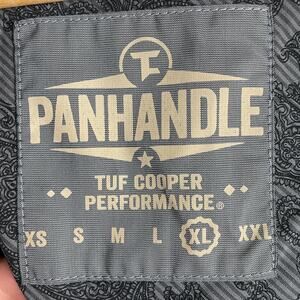 PANHANDLE
TUF COOPER
PERFORMANCE®
XS S M L XL XXL